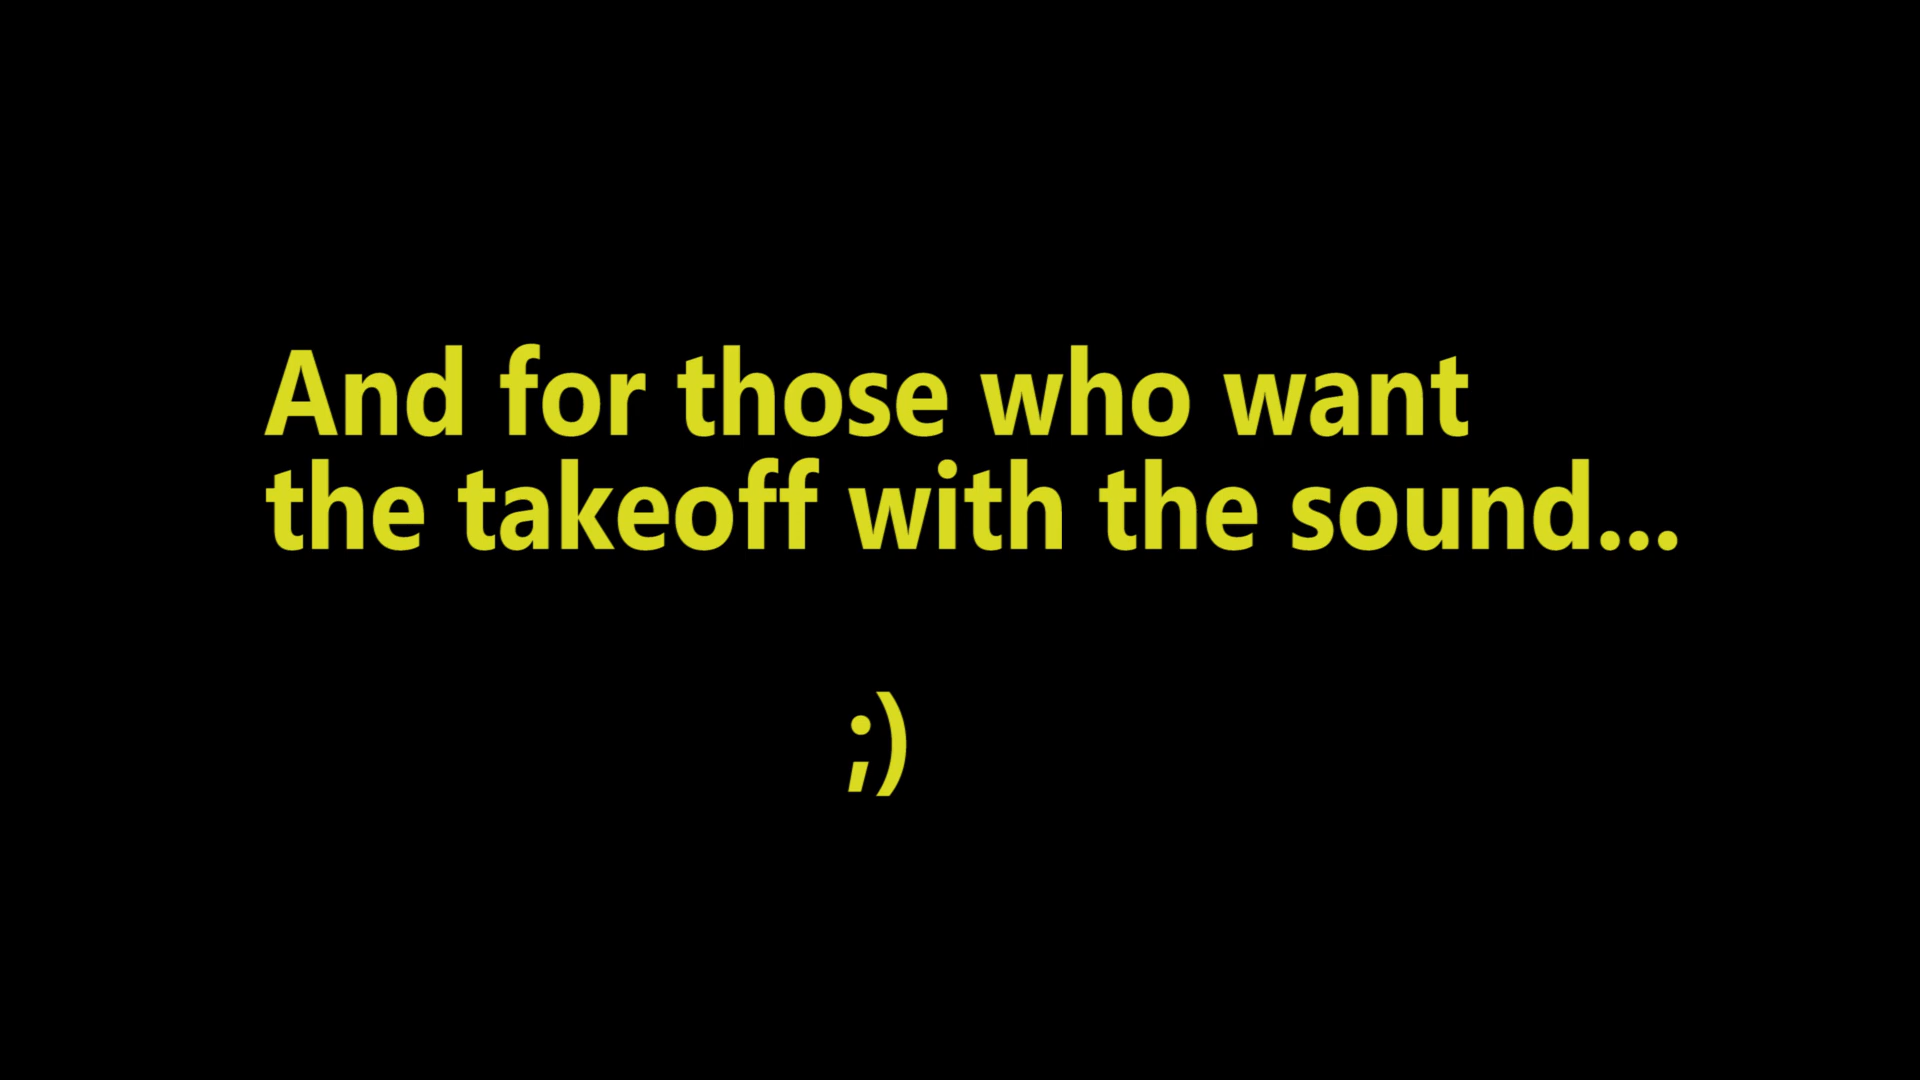 And for those who want
the takeoff with the sound...
;)